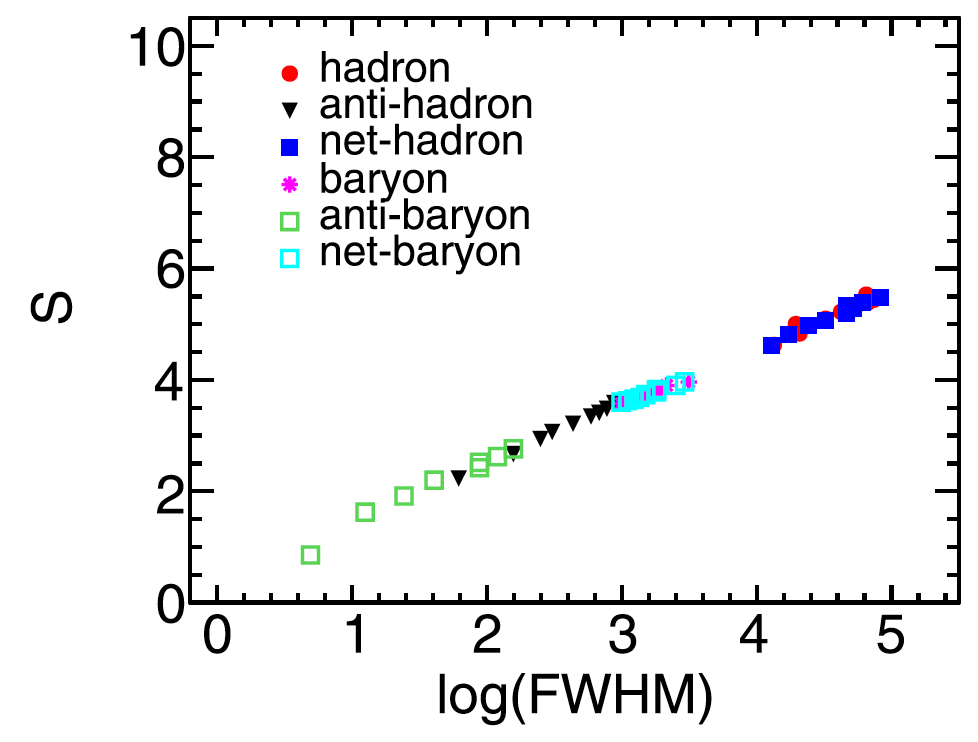 10
8
6
4
2
0
S
hadron
anti-hadron
net-hadron
baryon
anti-baryon
net-baryon
0 1 2 3 4 5
log(FWHM)